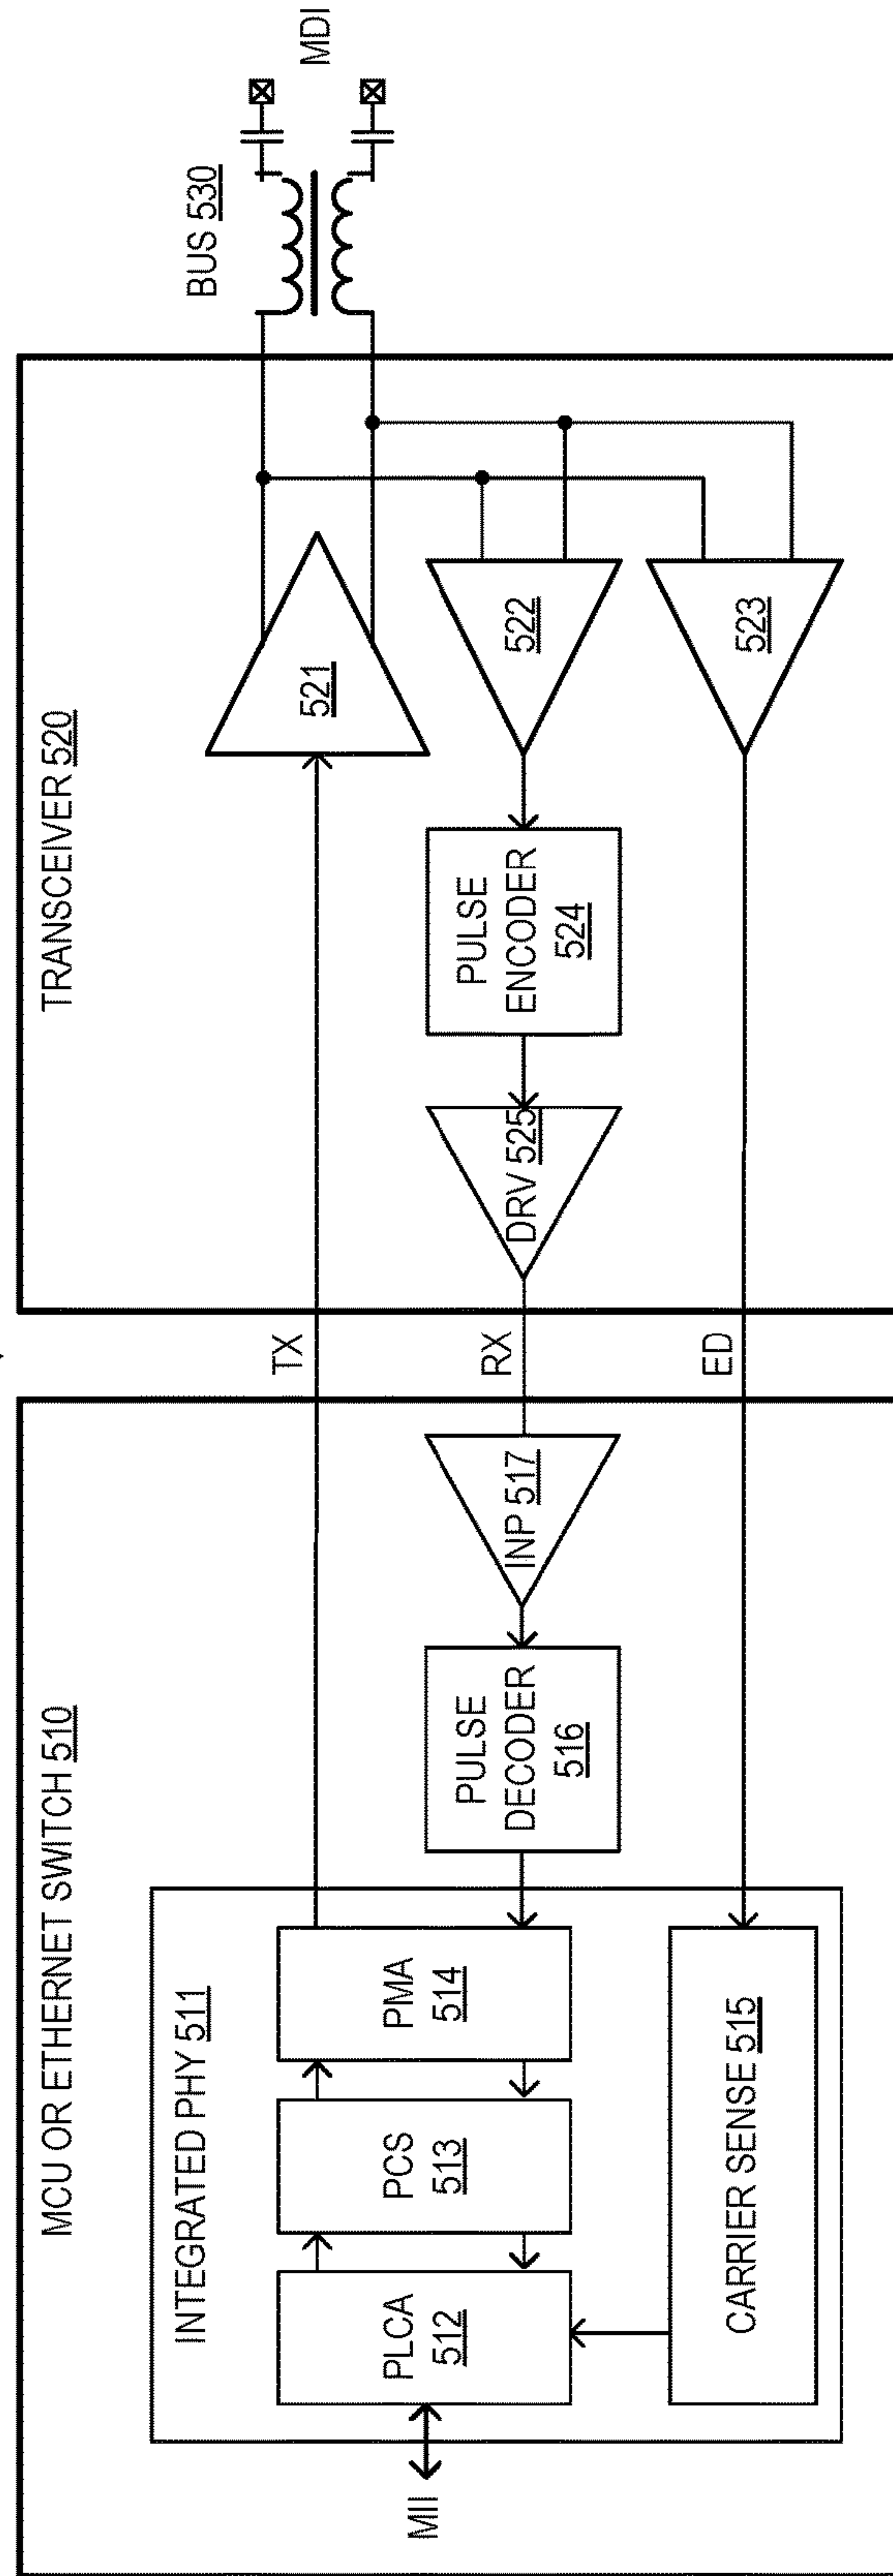 MCU OR ETHERNET SWITCH 510
INTEGRATED PHY 511
MII
PLCA
512
PCS
513
PMA
514
CARRIER SENSE 515
PULSE
DECODER
516
INP 517
TX
RX
ED
TRANSCEIVER 520
DRV 525
PULSE
ENCODER
524
521
522
523
BUS 530
MDI